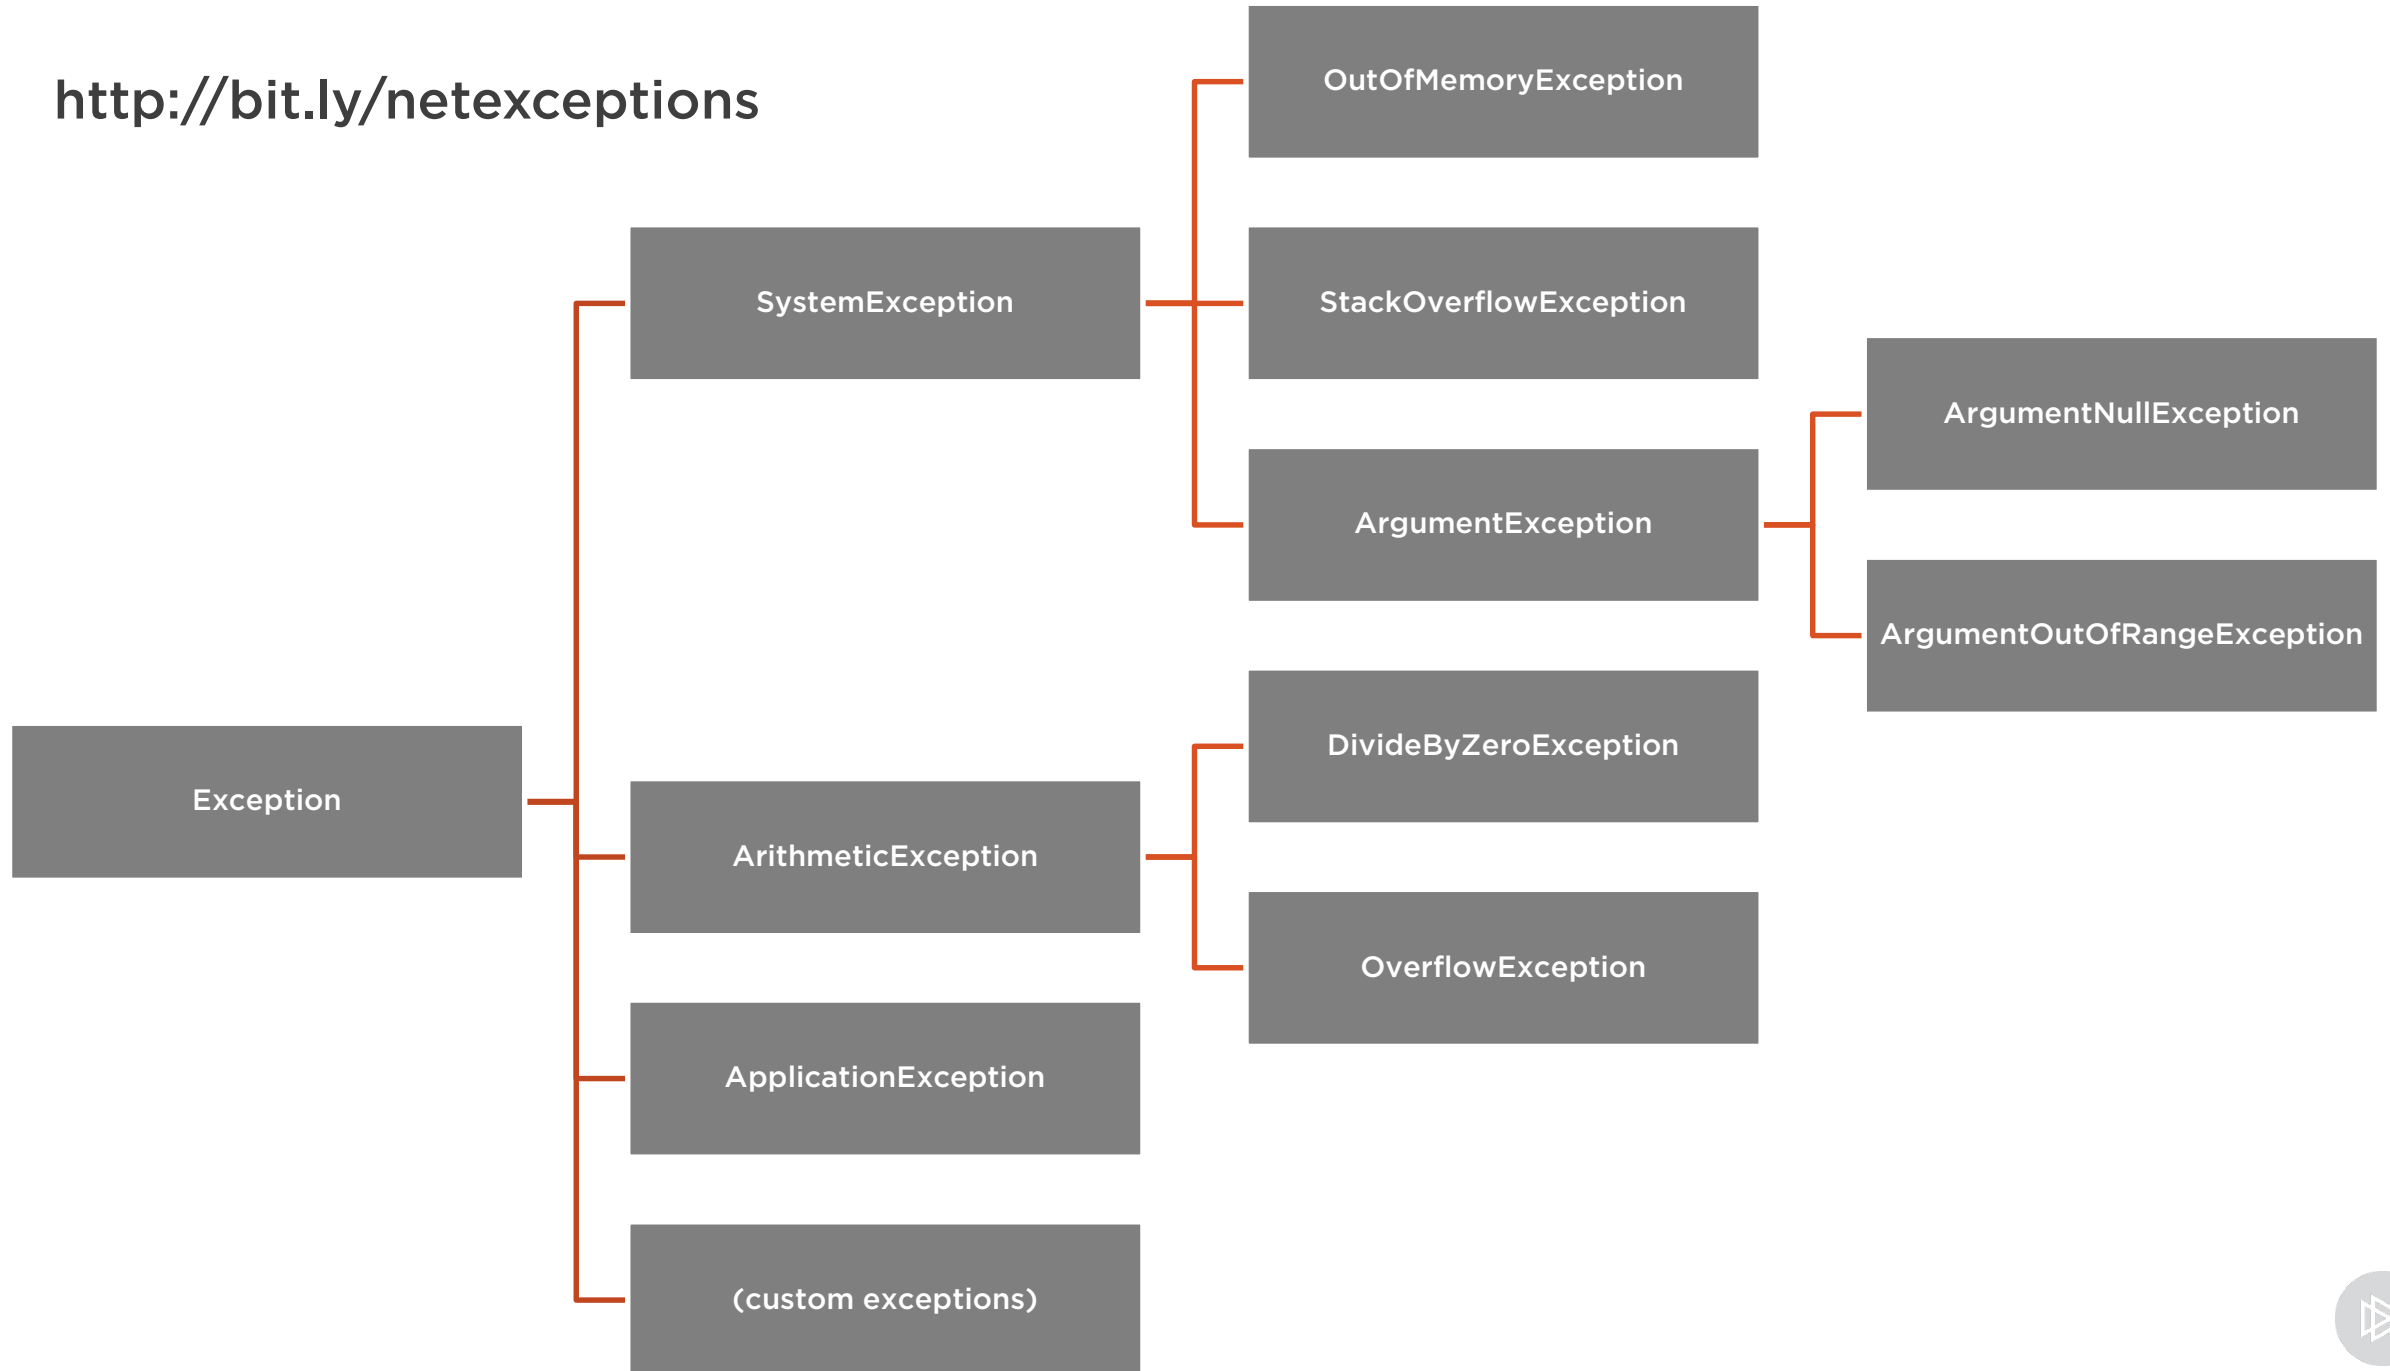 http://bit.ly/netexceptions
OutOfMemoryException
SystemException
StackOverflowException
ArgumentNullException
ArgumentException
ArgumentOutOfRangeException
DivideByZeroException
Exception
ArithmeticException
OverflowException
ApplicationException
(custom exceptions)